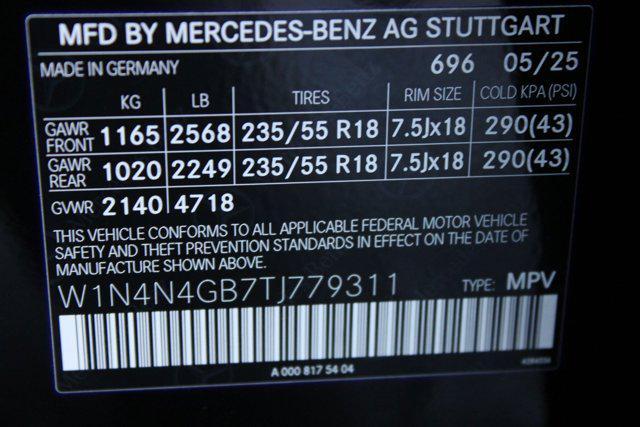 MFD BY MERCEDES-BENZ AG STUTTGART
MADE IN GERMANY 696 05/25
KG LB TIRES RIM SIZE COLD KPA(PSI)
GAWR FRONT 1165 2568 235/55 R18 7.5Jx18 290(43)
GAWR REAR 1020 2249 235/55 R18 7.5Jx18 290(43)
GVWR 2140 4718
THIS VEHICLE CONFORMS TO ALL APPLICABLE FEDERAL MOTOR VEHICLE
SAFETY AND THEFT PREVENTION STANDARDS IN EFFECT ON THE DATE OF
MANUFACTURE SHOWN ABOVE.
W1N4N4GB7TJ779311 TYPE: MPV
A 000 817 54 04